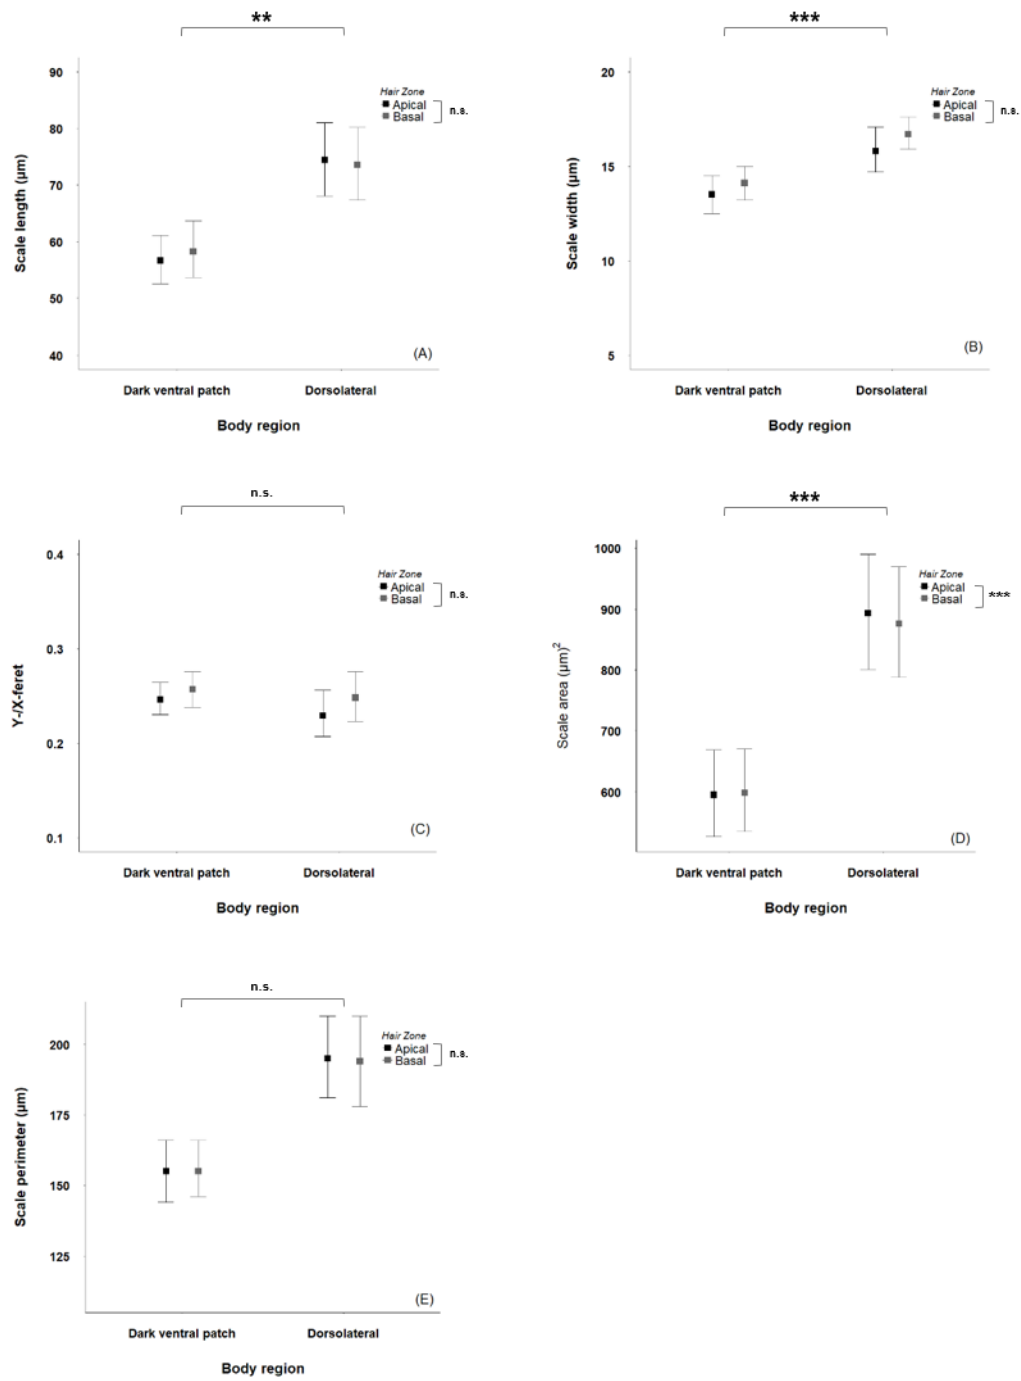 **
90
80
70
60
50
40
Scale length (µm)
Hair Zone
Apical
Basal
n.s.
(A)
Dark ventral patch
Dorsolateral
Body region
***
20
15
10
5
Scale width (µm)
Hair Zone
Apical
Basal
n.s.
(B)
Dark ventral patch
Dorsolateral
Body region
n.s.
0.4
0.3
0.2
0.1
Y-/X-feret
Hair Zone
Apical
Basal
n.s.
(C)
Dark ventral patch
Dorsolateral
Body region
***
1000
900
800
700
600
Scale area (µm)²
Hair Zone
Apical
Basal
***
(D)
Dark ventral patch
Dorsolateral
Body region
n.s.
200
175
150
125
Scale perimeter (µm)
Hair Zone
Apical
Basal
n.s.
(E)
Dark ventral patch
Dorsolateral
Body region